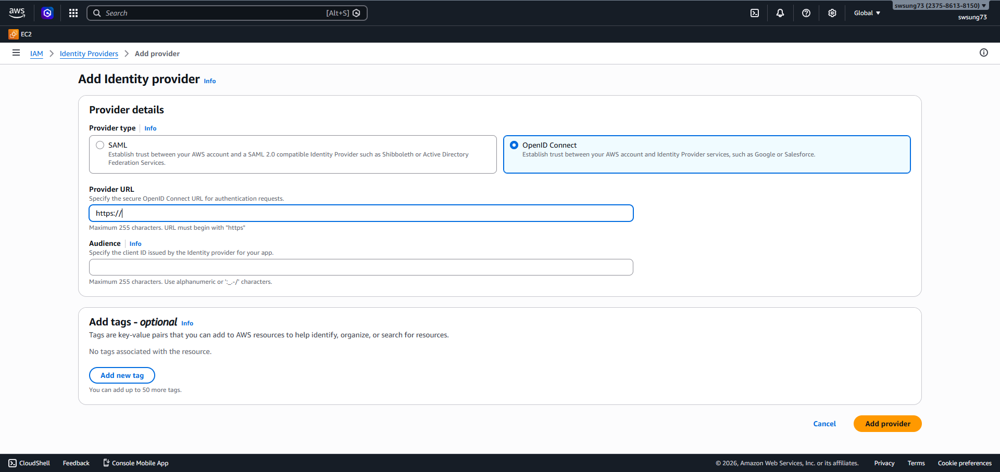 aws
Search [Alt+S]
Global
swsung73 (2375-8613-8150)
swsung73
EC2
IAM
Identity Providers
Add provider
Add Identity provider Info
Provider details
Provider type Info
SAML
Establish trust between your AWS account and a SAML 2.0 compatible Identity Provider such as Shibboleth or Active Directory
Federation Services.
OpenID Connect
Establish trust between your AWS account and Identity Provider services, such as Google or Salesforce.
Provider URL
Specify the secure OpenID Connect URL for authentication requests.
https://
Maximum 255 characters. URL must begin with "https"
Audience Info
Specify the client ID issued by the Identity provider for your app.
Maximum 255 characters. Use alphanumeric or ':_.-/' characters.
Add tags - optional Info
Tags are key-value pairs that you can add to AWS resources to help identify, organize, or search for resources.
No tags associated with the resource.
Add new tag
You can add up to 50 more tags.
Cancel
Add provider
CloudShell
Feedback
Console Mobile App
© 2026, Amazon Web Services, Inc. or its affiliates.
Privacy
Terms
Cookie preferences